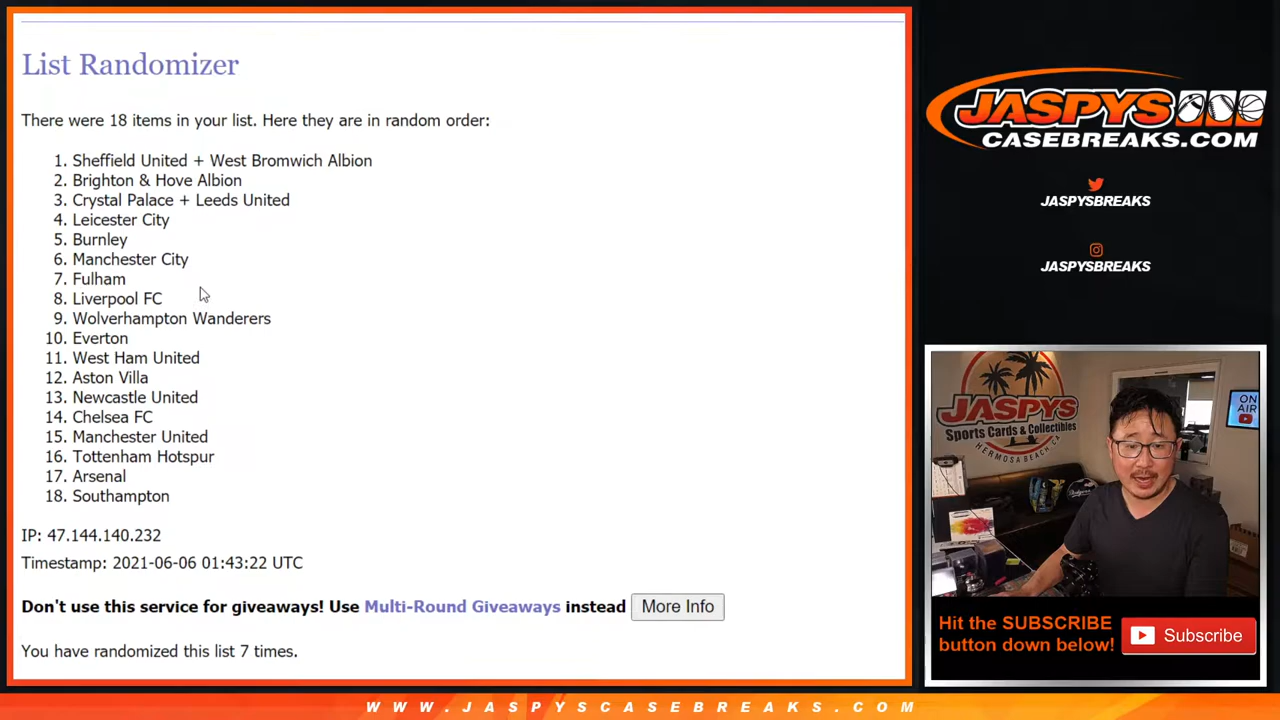 List Randomizer
There were 18 items in your list. Here they are in random order:
1. Sheffield United + West Bromwich Albion
2. Brighton & Hove Albion
3. Crystal Palace + Leeds United
4. Leicester City
5. Burnley
6. Manchester City
7. Fulham
8. Liverpool FC
9. Wolverhampton Wanderers
10. Everton
11. West Ham United
12. Aston Villa
13. Newcastle United
14. Chelsea FC
15. Manchester United
16. Tottenham Hotspur
17. Arsenal
18. Southampton
IP: 47.144.140.232
Timestamp: 2021-06-06 01:43:22 UTC
Don't use this service for giveaways! Use Multi-Round Giveaways instead More Info
You have randomized this list 7 times.
JASPYS
CASEBREAKS.COM
JASPYSBREAKS
JASPYSBREAKS
JASPYS
Sports Cards & Collectibles
HERMOSA BEACH, CA
ON
AIR
Hit the SUBSCRIBE
button down below!
Subscribe
WWW.JASPYSCASEBREAKS.COM